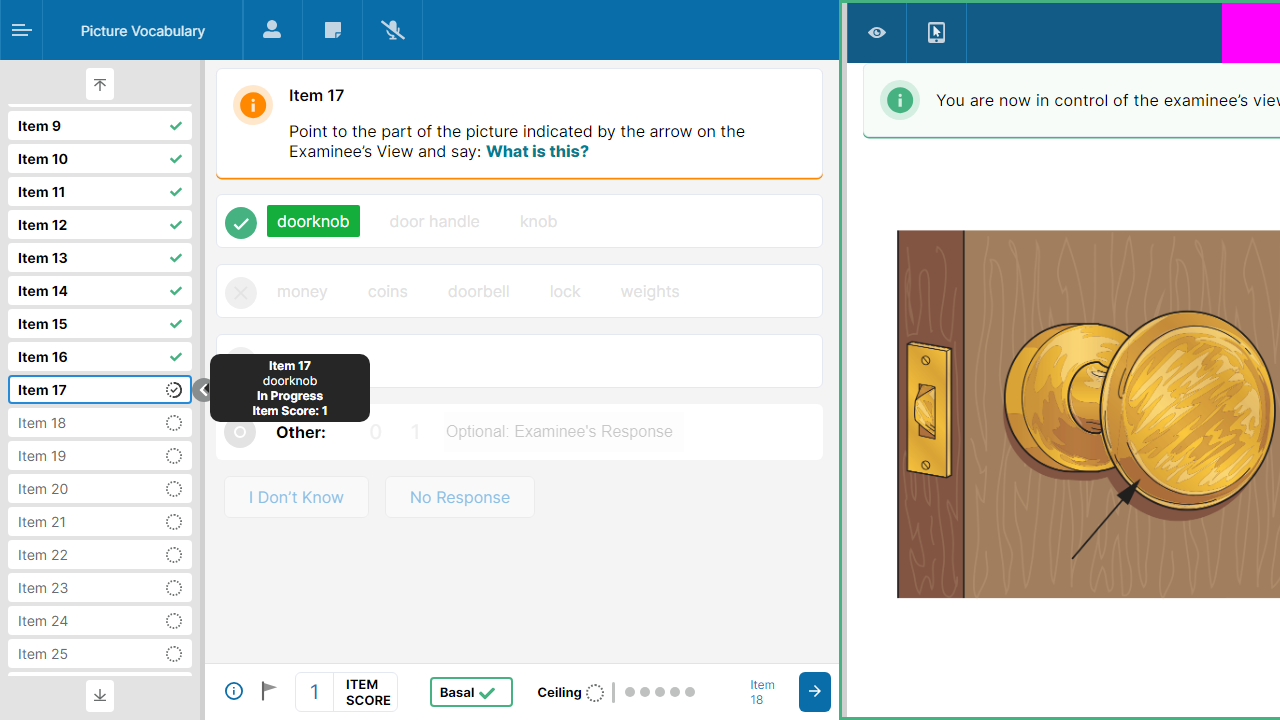 Picture Vocabulary
Item 9
Item 10
Item 11
Item 12
Item 13
Item 14
Item 15
Item 16
Item 17
Item 18
Item 19
Item 20
Item 21
Item 22
Item 23
Item 24
Item 25
Item 17
Point to the part of the picture indicated by the arrow on the
Examinee’s View and say: What is this?
doorknob door handle knob
money coins doorbell lock weights
Item 17
doorknob
In Progress
Item Score: 1
Other: 0 1 Optional: Examinee's Response
I Don’t Know No Response
1 ITEM
SCORE
Basal
Ceiling
Item
18
You are now in control of the examinee’s view